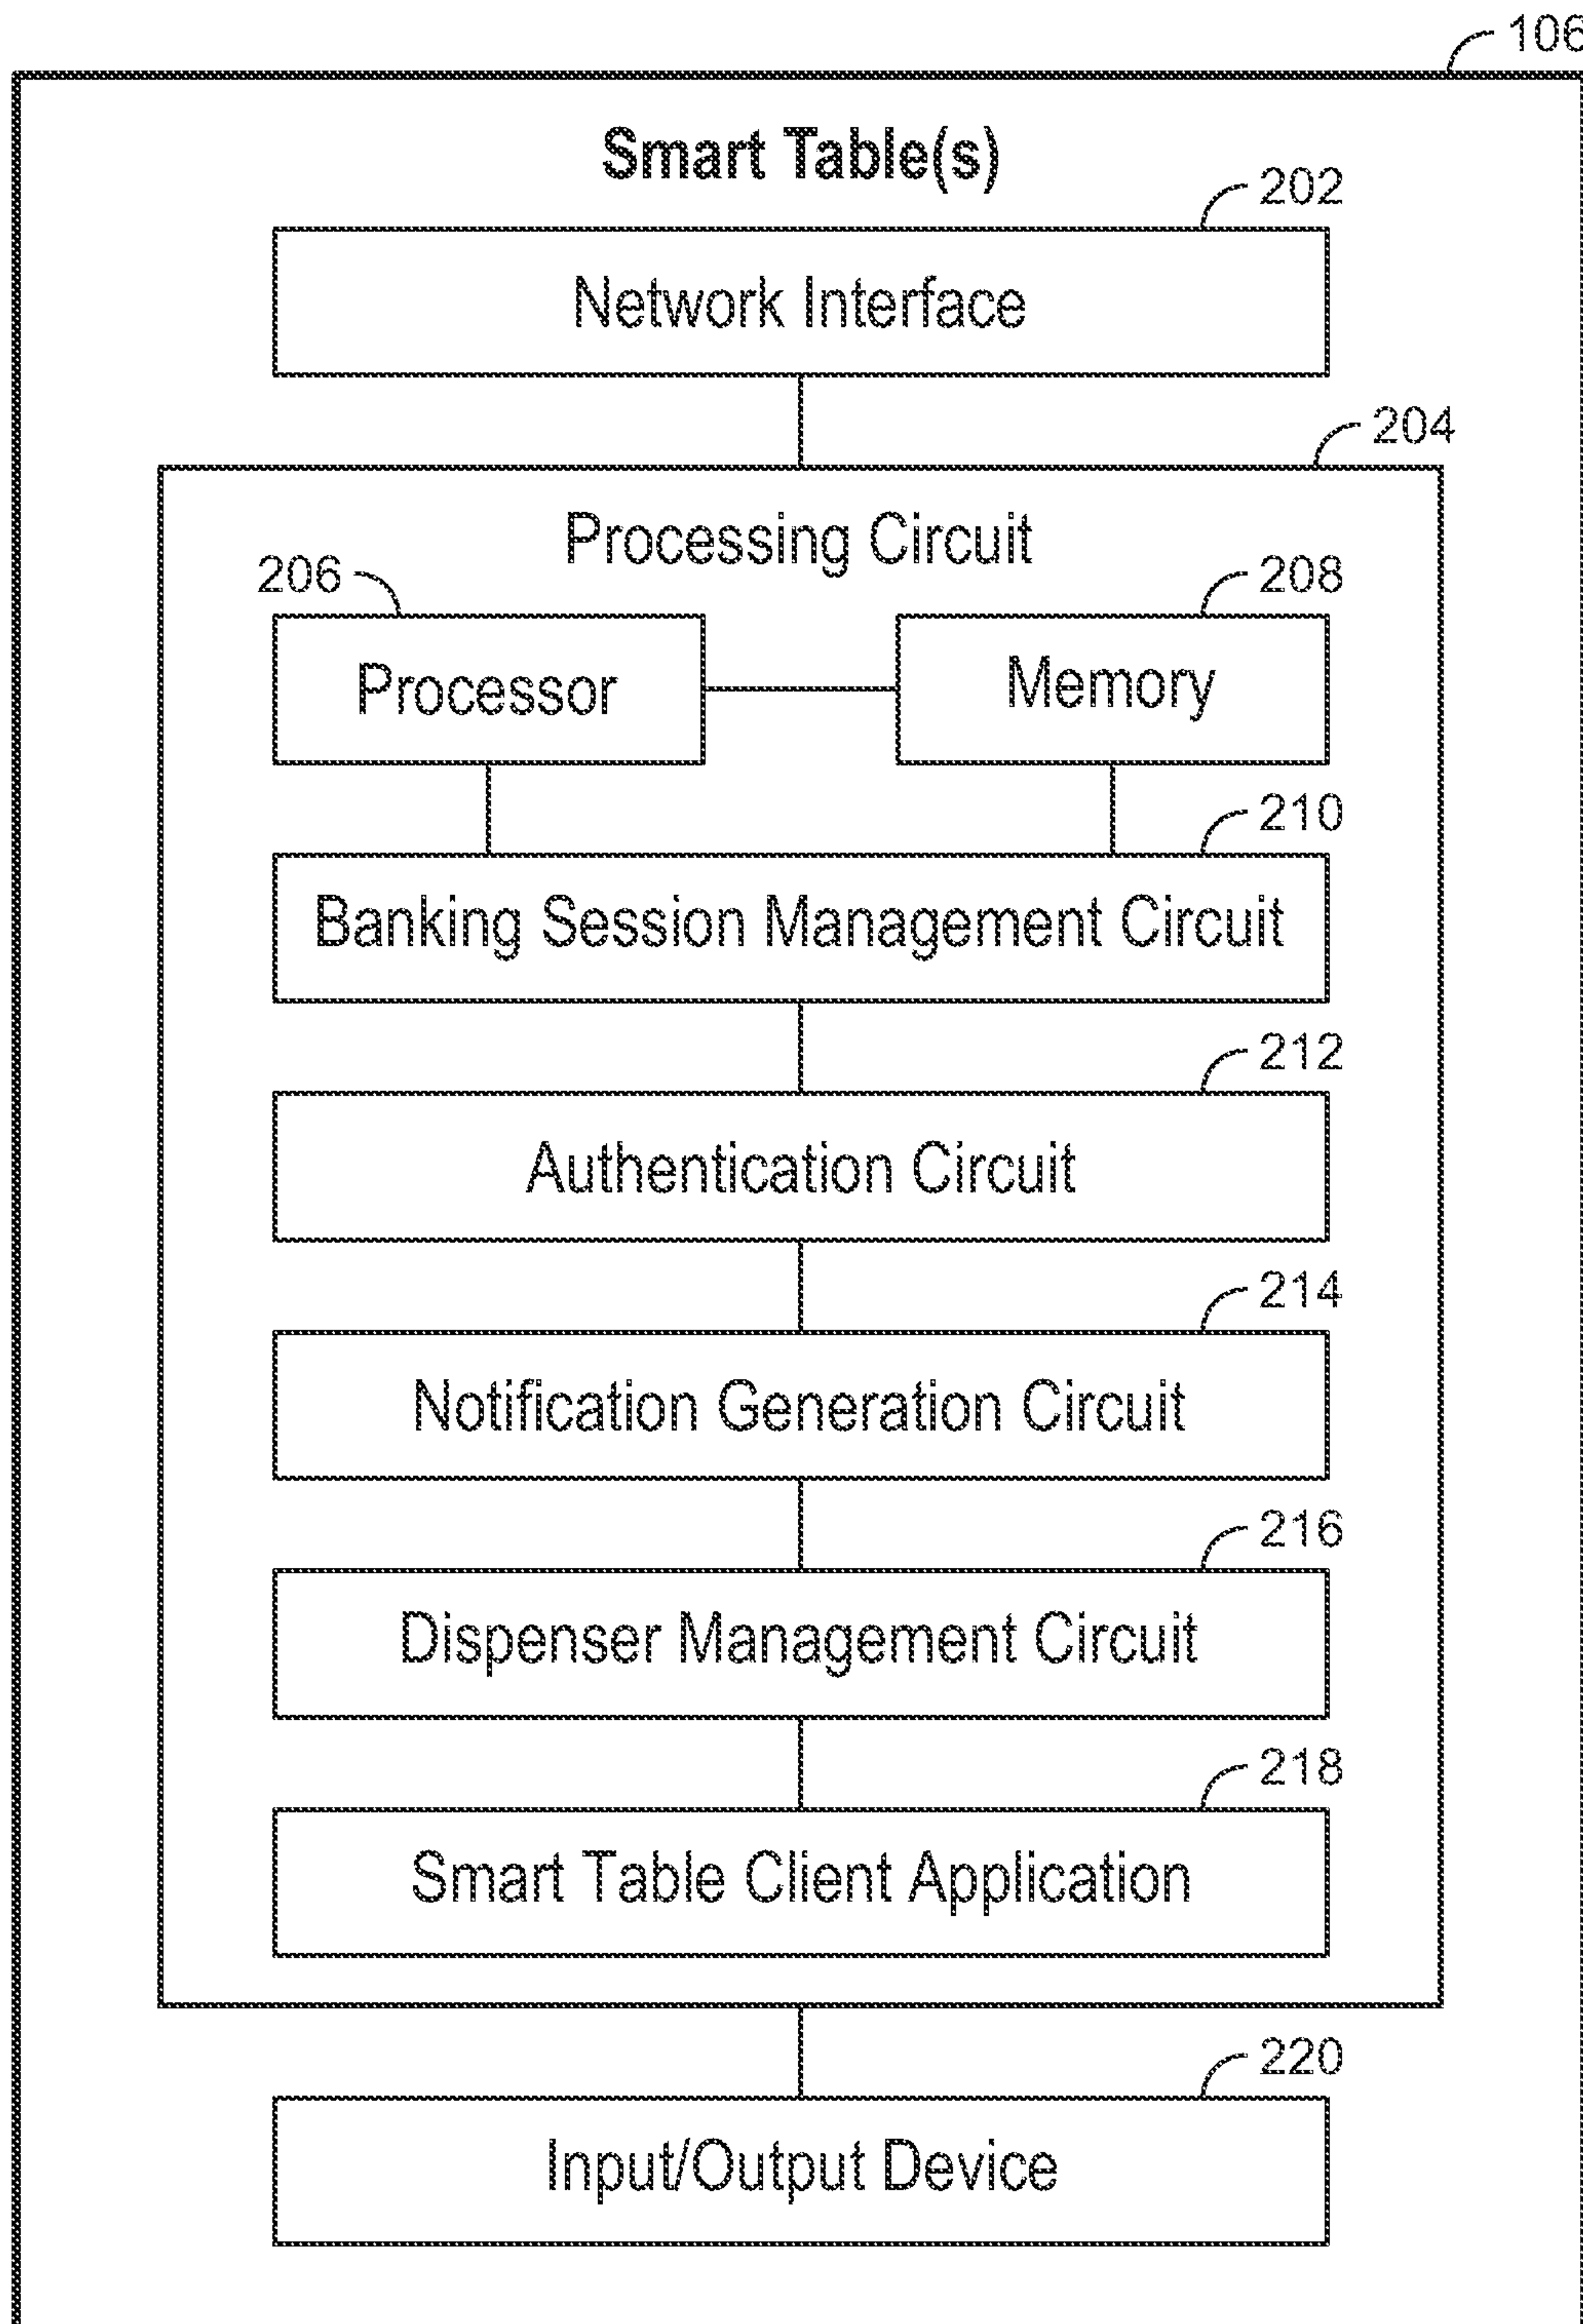 106
Smart Table(s)
202
Network Interface
204
Processing Circuit
206
208
Processor
Memory
210
Banking Session Management Circuit
212
Authentication Circuit
214
Notification Generation Circuit
216
Dispenser Management Circuit
218
Smart Table Client Application
220
Input/Output Device